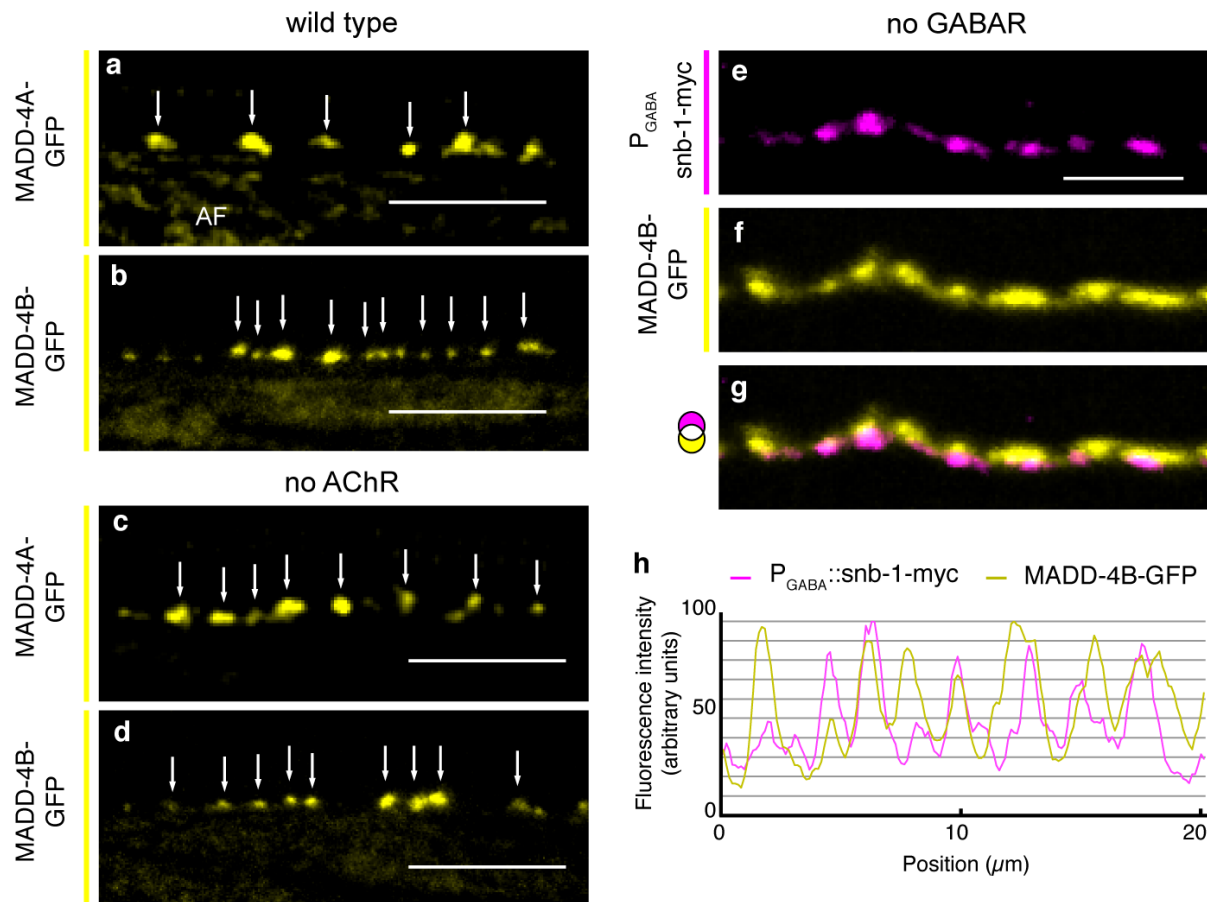 wild type
MADD-4A-
GFP
a
AF
MADD-4B-
GFP
b
no AChR
MADD-4A-
GFP
c
MADD-4B-
GFP
d
no GABAR
P GABA
snb-1-myc
e
MADD-4B-
GFP
f
g
h
P GABA::snb-1-myc
MADD-4B-GFP
Fluorescence intensity
(arbitrary units)
100
50
0
0
10
20
Position (µm)